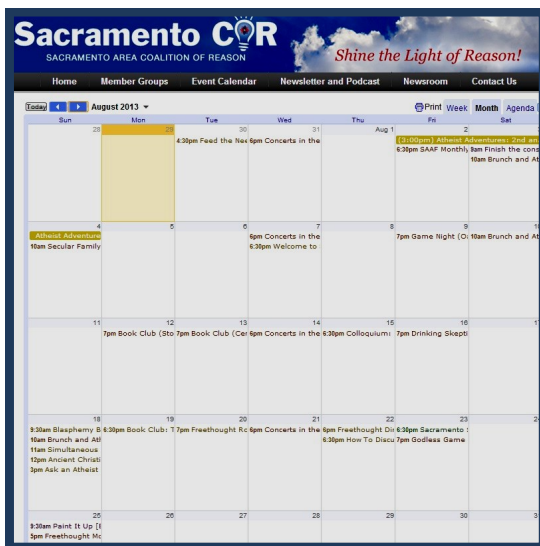 Sacramento COR
SACRAMENTO AREA COALITION OF REASON
Shine the Light of Reason!
Home Member Groups Event Calendar Newsletter and Podcast Newsroom Contact Us
Today August 2013 Print Week Month Agenda
Sun Mon Tue Wed Thu Fri Sat
28 29 30 31 Aug 1 2
4:30pm Feed the Nee 6pm Concerts in the (3:00pm) Atheist Adventures: 2nd an
6:30pm SAAF Monthly 9am Finish the cons
10am Brunch and At
4 5 6 7 8 9 10
Atheist Adventure 6pm Concerts in the 7pm Game Night (O 10am Brunch and At
10am Secular Family 6:30pm Welcome to
11 12 13 14 15 16 17
7pm Book Club (Sto 7pm Book Club (Cer 6pm Concerts in the 6:30pm Colloquium: 7pm Drinking Skepti
18 19 20 21 22 23 24
9:30am Blasphemy B 6:30pm Book Club: T 7pm Freethought Ro 6pm Concerts in the 6pm Freethought Di 6:30pm Sacramento
10am Brunch and Ath 6:30pm How To Discu 7pm Godless Game
11am Simultaneous
12pm Ancient Christi
3pm Ask an Atheist
25 26 27 28 29 30 3
9:30am Paint It Up [
5pm Freethought Mo